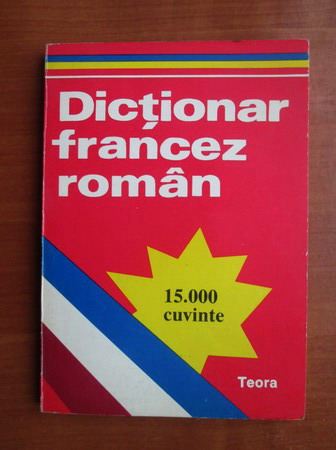 Dicționar
francez
român
15.000
cuvinte
Teora